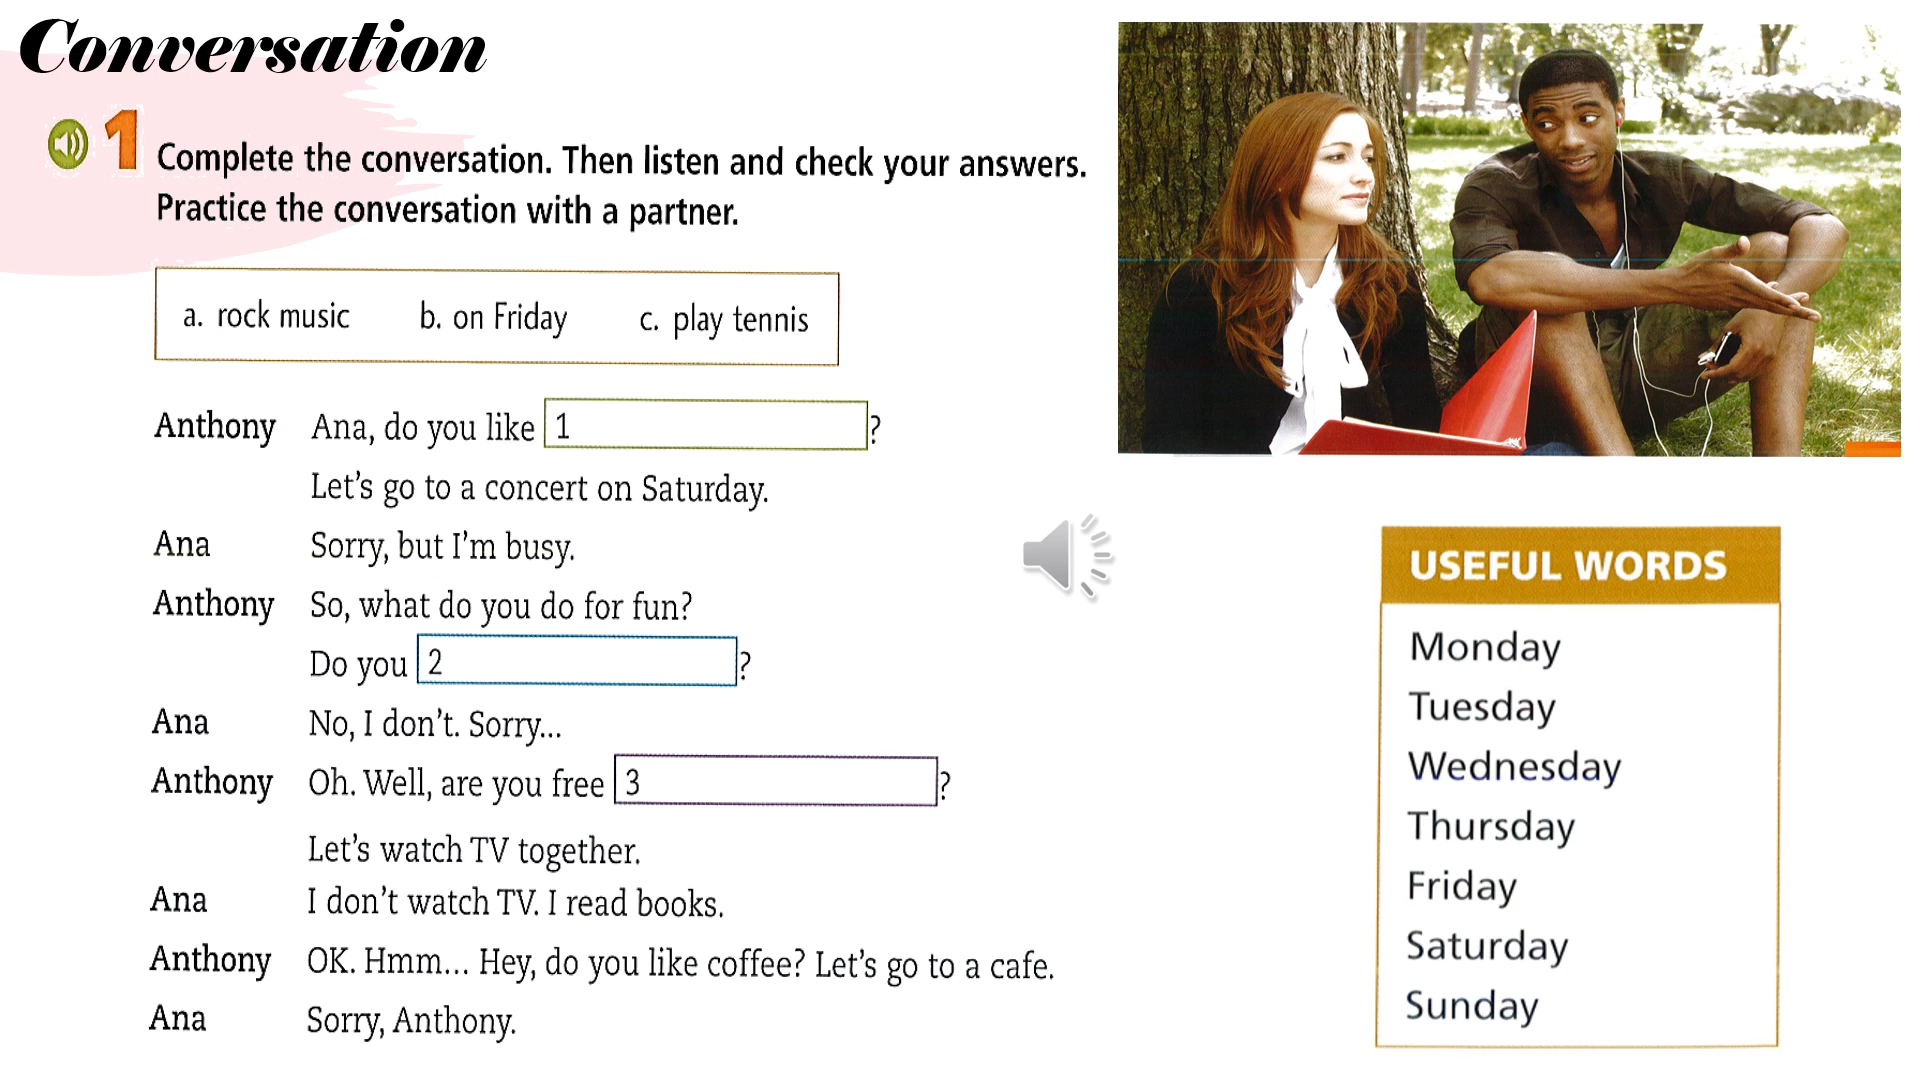 Conversation
1
Complete the conversation. Then listen and check your answers.
Practice the conversation with a partner.
a. rock music b. on Friday c. play tennis
Anthony Ana, do you like 1 ?
Let's go to a concert on Saturday.
Ana Sorry, but I'm busy.
Anthony So, what do you do for fun?
Do you 2 ?
Ana No, I don't. Sorry...
Anthony Oh. Well, are you free 3 ?
Let's watch TV together.
Ana I don't watch TV. I read books.
Anthony OK. Hmm... Hey, do you like coffee? Let's go to a cafe.
Ana Sorry, Anthony.
USEFUL WORDS
Monday
Tuesday
Wednesday
Thursday
Friday
Saturday
Sunday